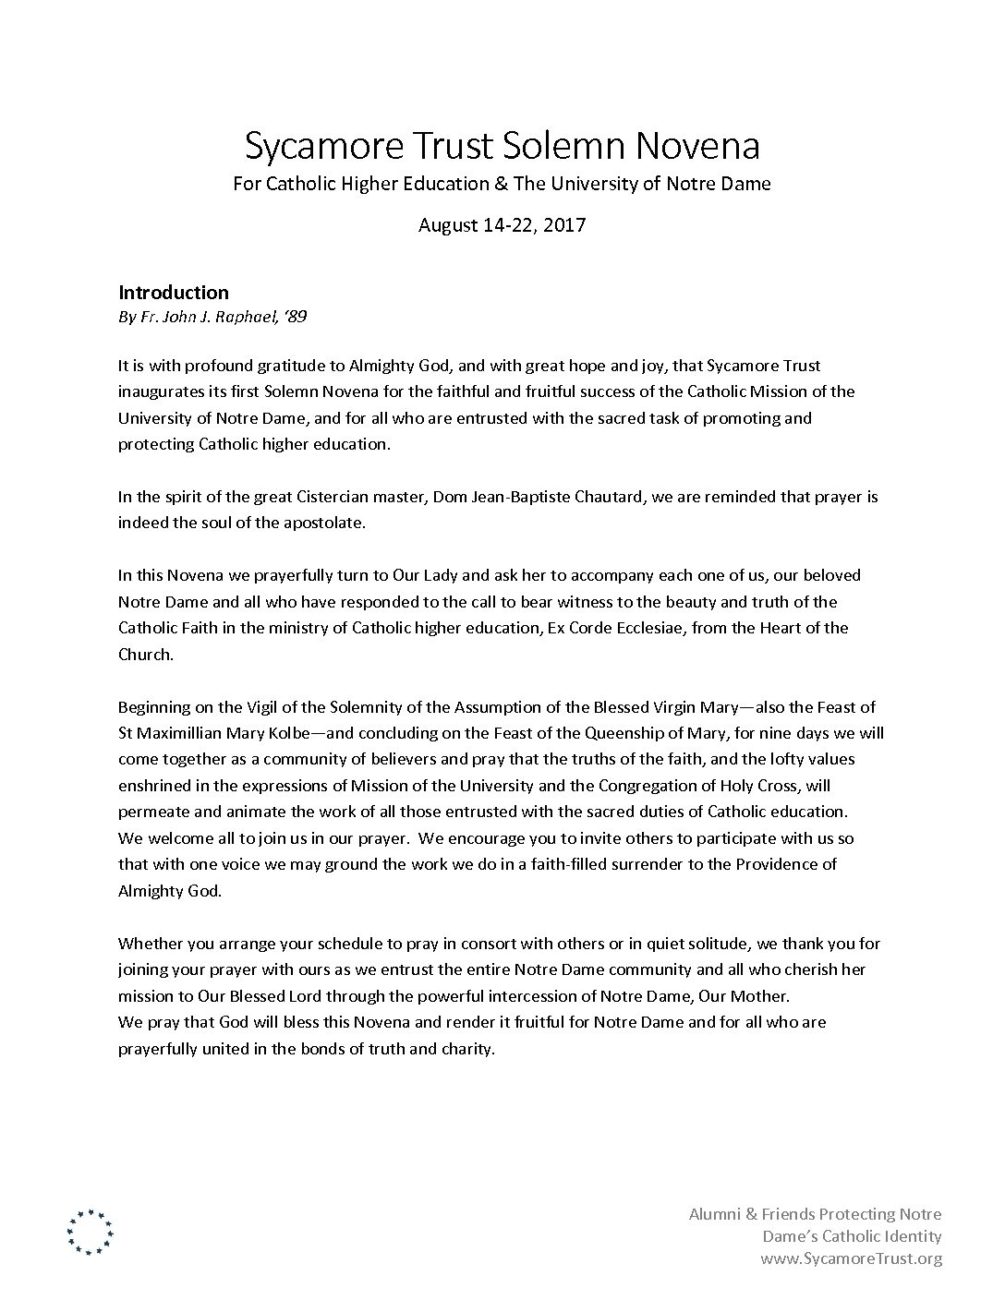 Sycamore Trust Solemn Novena
For Catholic Higher Education & The University of Notre Dame
August 14-22, 2017
Introduction
By Fr. John J. Raphael, ‘89
It is with profound gratitude to Almighty God, and with great hope and joy, that Sycamore Trust
inaugurates its first Solemn Novena for the faithful and fruitful success of the Catholic Mission of the
University of Notre Dame, and for all who are entrusted with the sacred task of promoting and
protecting Catholic higher education.
In the spirit of the great Cistercian master, Dom Jean-Baptiste Chautard, we are reminded that prayer is
indeed the soul of the apostolate.
In this Novena we prayerfully turn to Our Lady and ask her to accompany each one of us, our beloved
Notre Dame and all who have responded to the call to bear witness to the beauty and truth of the
Catholic Faith in the ministry of Catholic higher education, Ex Corde Ecclesiae, from the Heart of the
Church.
Beginning on the Vigil of the Solemnity of the Assumption of the Blessed Virgin Mary—also the Feast of
St Maximillian Mary Kolbe—and concluding on the Feast of the Queenship of Mary, for nine days we will
come together as a community of believers and pray that the truths of the faith, and the lofty values
enshrined in the expressions of Mission of the University and the Congregation of Holy Cross, will
permeate and animate the work of all those entrusted with the sacred duties of Catholic education.
We welcome all to join us in our prayer.  We encourage you to invite others to participate with us so
that with one voice we may ground the work we do in a faith-filled surrender to the Providence of
Almighty God.
Whether you arrange your schedule to pray in consort with others or in quiet solitude, we thank you for
joining your prayer with ours as we entrust the entire Notre Dame community and all who cherish her
mission to Our Blessed Lord through the powerful intercession of Notre Dame, Our Mother.
We pray that God will bless this Novena and render it fruitful for Notre Dame and for all who are
prayerfully united in the bonds of truth and charity.
Alumni & Friends Protecting Notre
Dame’s Catholic Identity
www.SycamoreTrust.org